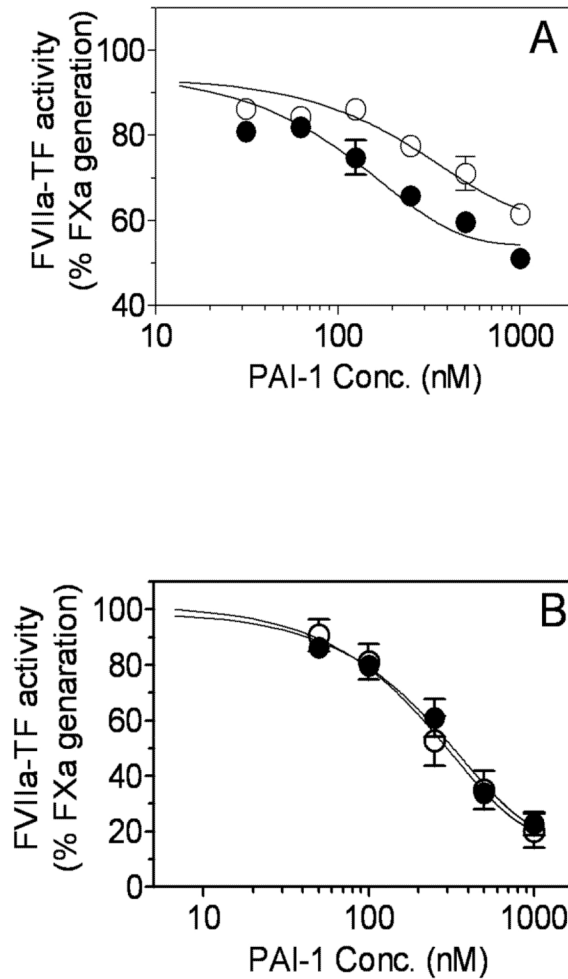 A
100
80
60
40
10
100
1000
FVIIa-TF activity
(% FXa generation)
PAI-1 Conc. (nM)
B
100
80
60
40
20
0
10
100
1000
FVIIa-TF activity
(% FXa genaration)
PAI-1 Conc. (nM)